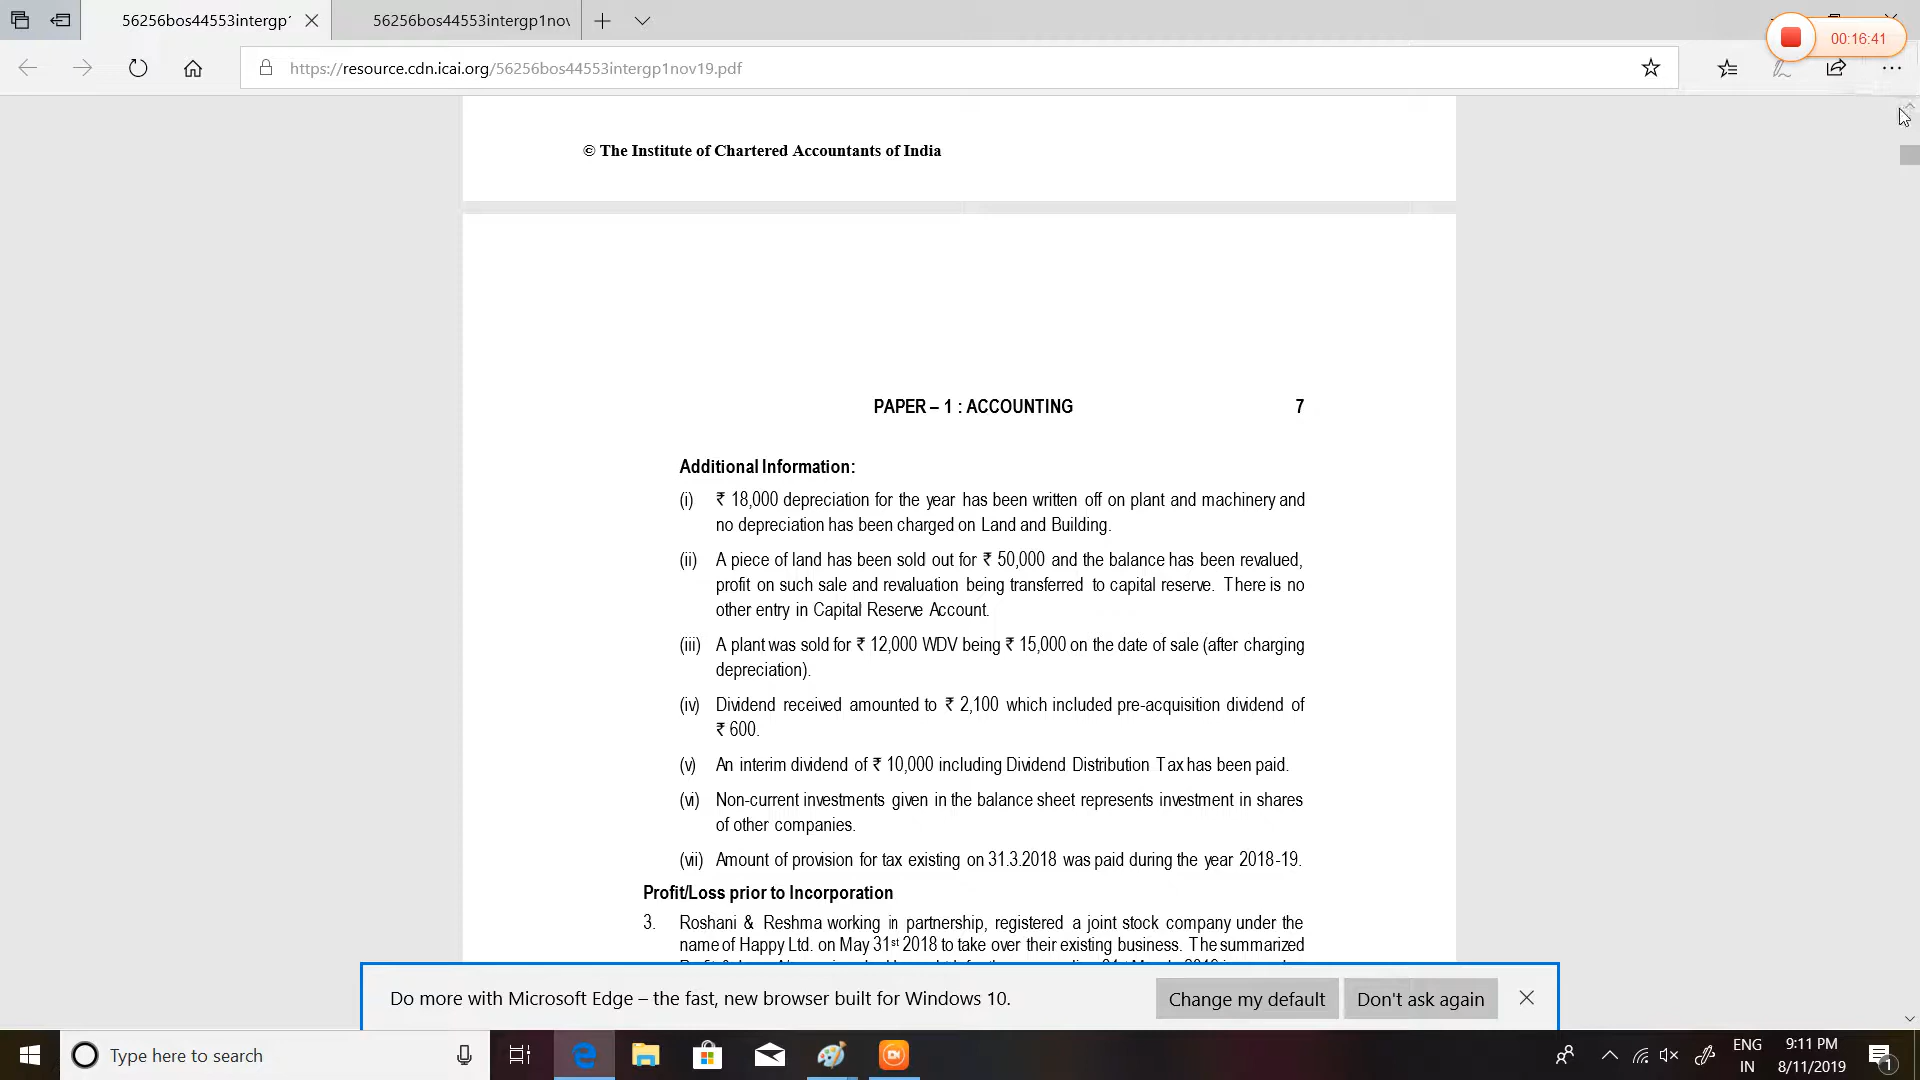 56256bos44553intergp1
56256bos44553intergp1nov
00:16:41
https://resource.cdn.icai.org/56256bos44553intergp1nov19.pdf
© The Institute of Chartered Accountants of India
PAPER – 1 : ACCOUNTING 7
Additional Information:
(i) ₹ 18,000 depreciation for the year has been written off on plant and machinery and
no depreciation has been charged on Land and Building.
(ii) A piece of land has been sold out for ₹ 50,000 and the balance has been revalued,
profit on such sale and revaluation being transferred to capital reserve. There is no
other entry in Capital Reserve Account.
(iii) A plant was sold for ₹ 12,000 WDV being ₹ 15,000 on the date of sale (after charging
depreciation).
(iv) Dividend received amounted to ₹ 2,100 which included pre-acquisition dividend of
₹ 600.
(v) An interim dividend of ₹ 10,000 including Dividend Distribution Tax has been paid.
(vi) Non-current investments given in the balance sheet represents investment in shares
of other companies.
(vii) Amount of provision for tax existing on 31.3.2018 was paid during the year 2018-19.
Profit/Loss prior to Incorporation
3. Roshani & Reshma working in partnership, registered a joint stock company under the
name of Happy Ltd. on May 31st 2018 to take over their existing business. The summarized
Do more with Microsoft Edge – the fast, new browser built for Windows 10.
Change my default
Don't ask again
Type here to search
ENG
IN
9:11 PM
8/11/2019
1